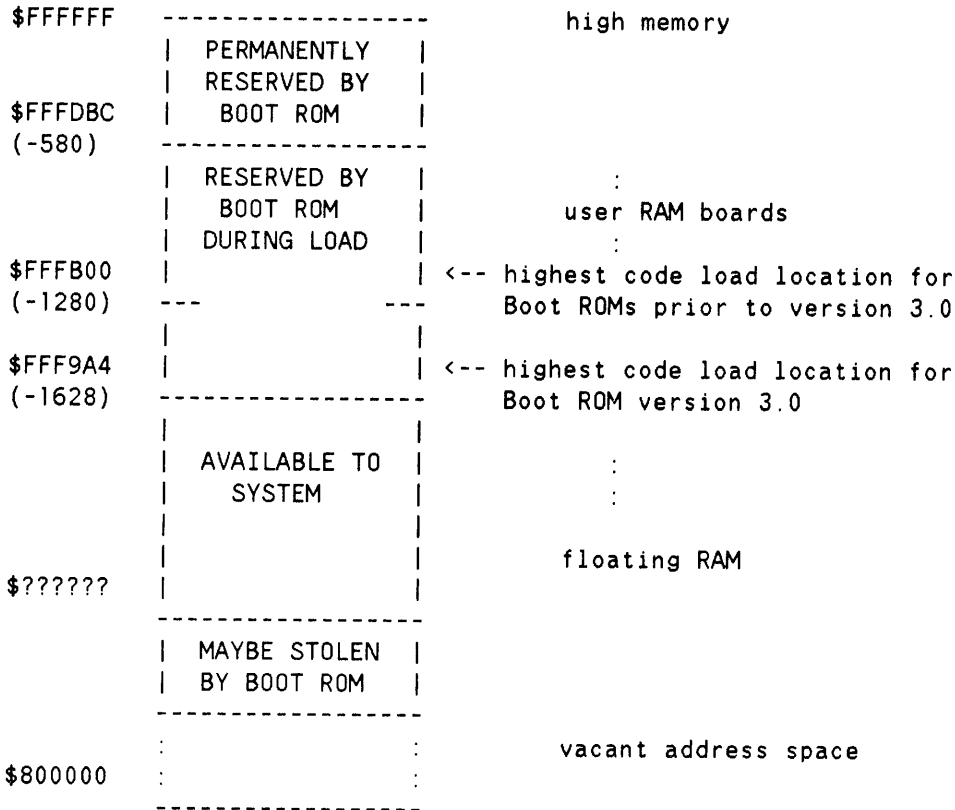 $FFFFFF ------------------ high memory
| PERMANENTLY |
| RESERVED BY |
$FFFDBC | BOOT ROM |
(-580) ------------------
| RESERVED BY | :
| BOOT ROM | user RAM boards
| DURING LOAD | :
$FFFB00 | | <-- highest code load location for
(-1280) --- --- Boot ROMs prior to version 3.0
| |
$FFF9A4 | | <-- highest code load location for
(-1628) ------------------ Boot ROM version 3.0
| |
| AVAILABLE TO | :
| SYSTEM | :
| |
| | floating RAM
$?????? | |
------------------
| MAYBE STOLEN |
| BY BOOT ROM |
------------------
: : vacant address space
$800000 : :
------------------